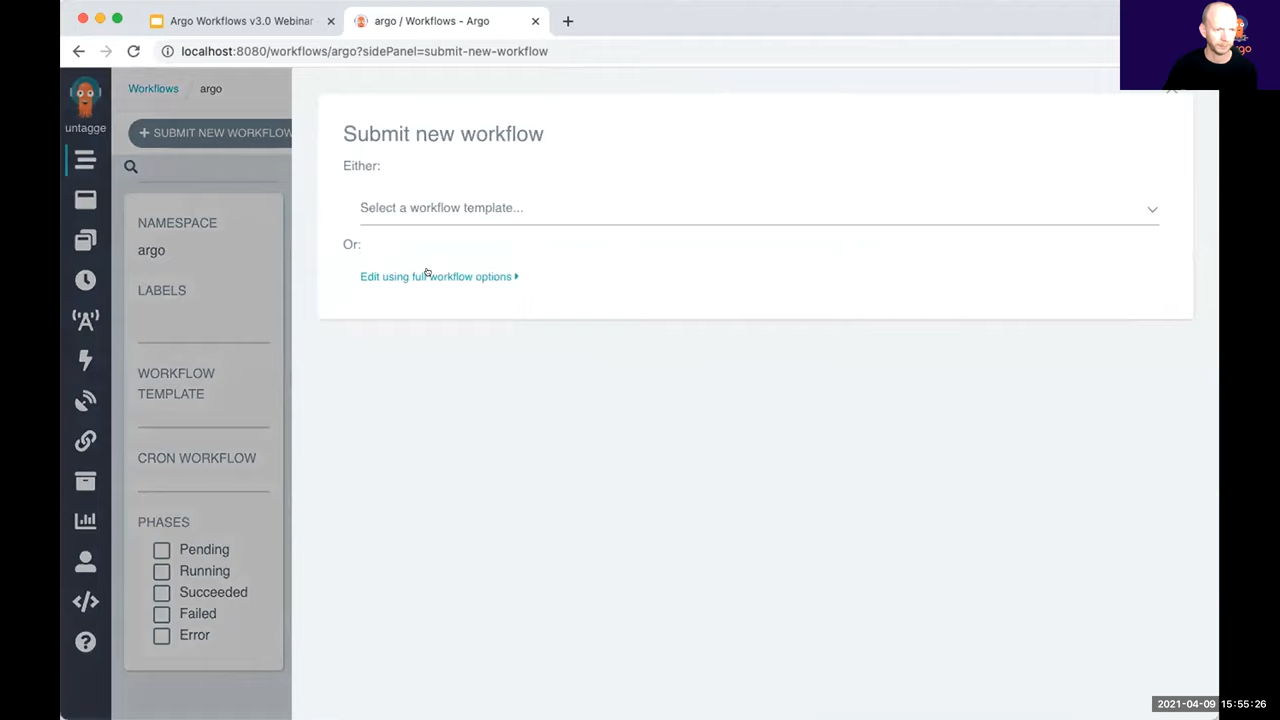 Argo Workflows v3.0 Webinar
argo / Workflows - Argo
localhost:8080/workflows/argo?sidePanel=submit-new-workflow
untagge
Workflows / argo
+ SUBMIT NEW WORKFLOW
NAMESPACE
argo
LABELS
WORKFLOW
TEMPLATE
CRON WORKFLOW
PHASES
Pending
Running
Succeeded
Failed
Error
Submit new workflow
Either:
Select a workflow template...
Or:
Edit using full workflow options
2021-04-09 15:55:26